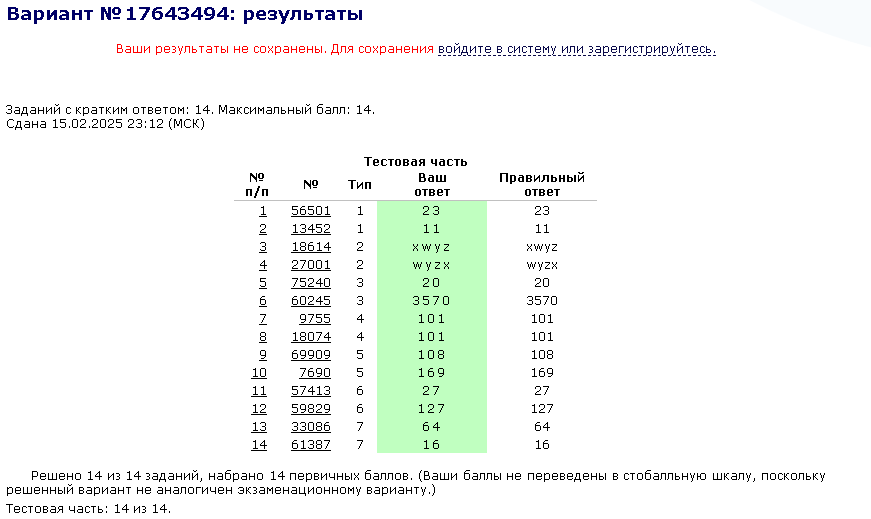 Вариант № 17643494: результаты
Ваши результаты не сохранены. Для сохранения войдите в систему или зарегистрируйтесь.
Заданий с кратким ответом: 14. Максимальный балл: 14.
Сдана 15.02.2025 23:12 (МСК)
Тестовая часть
№ п/п № Тип Ваш ответ Правильный ответ
1 56501 1 23 23
2 13452 1 11 11
3 18614 2 xwyz xwyz
4 27001 2 wyzx wyzx
5 75240 3 20 20
6 60245 3 3570 3570
7 9755 4 101 101
8 18074 4 101 101
9 69909 5 108 108
10 7690 5 169 169
11 57413 6 27 27
12 59829 6 127 127
13 33086 7 64 64
14 61387 7 16 16
Решено 14 из 14 заданий, набрано 14 первичных баллов. (Ваши баллы не переведены в стобалльную шкалу, поскольку
решенный вариант не аналогичен экзаменационному варианту.)
Тестовая часть: 14 из 14.